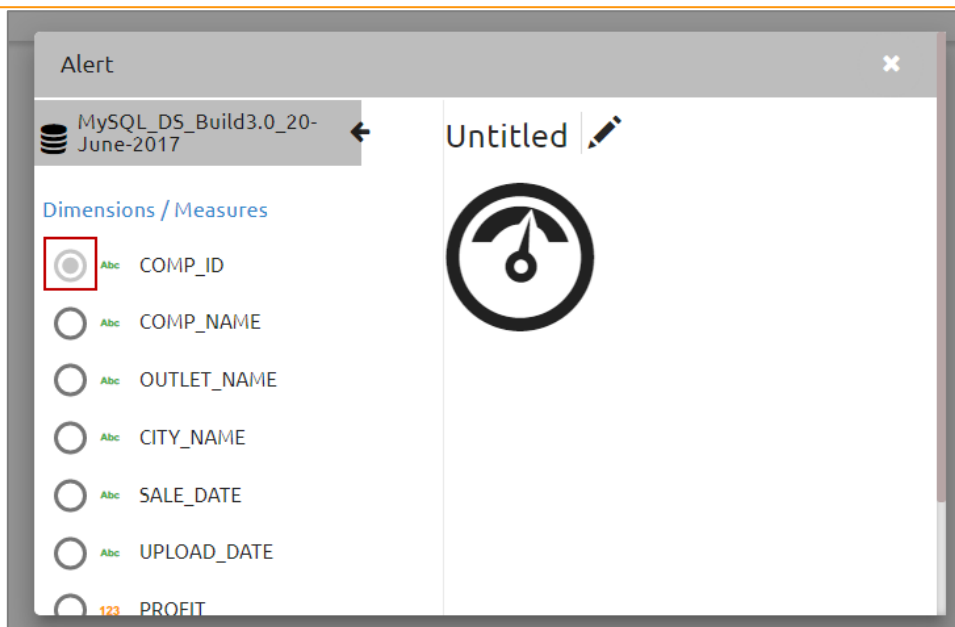 Alert
MySQL_DS_Build3.0_20-
June-2017
Untitled
Dimensions / Measures
Abc COMP_ID
Abc COMP_NAME
Abc OUTLET_NAME
Abc CITY_NAME
Abc SALE_DATE
Abc UPLOAD_DATE
123 PROFIT